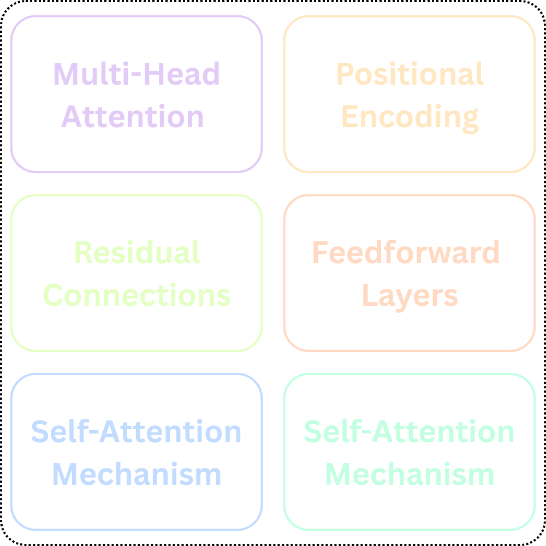 Multi-Head
Attention
Positional
Encoding
Residual
Connections
Feedforward
Layers
Self-Attention
Mechanism
Self-Attention
Mechanism